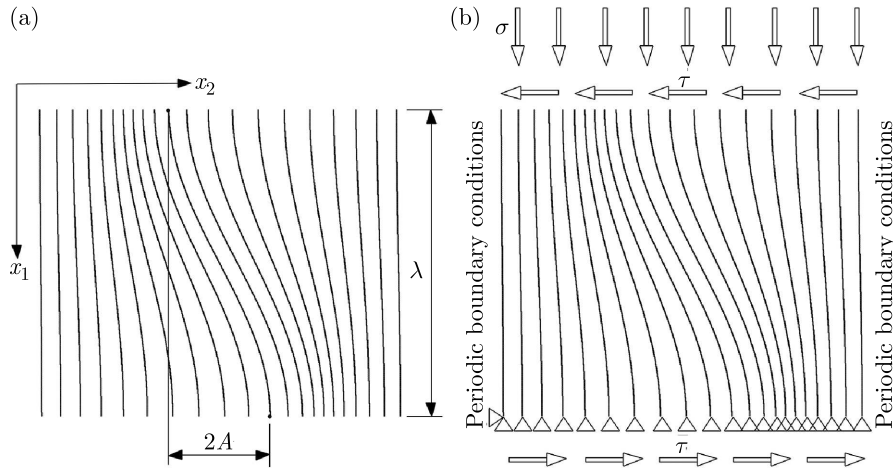 (a)
x₂
x₁
λ
2A
(b)
σ
τ
Periodic boundary conditions
Periodic boundary conditions
τ